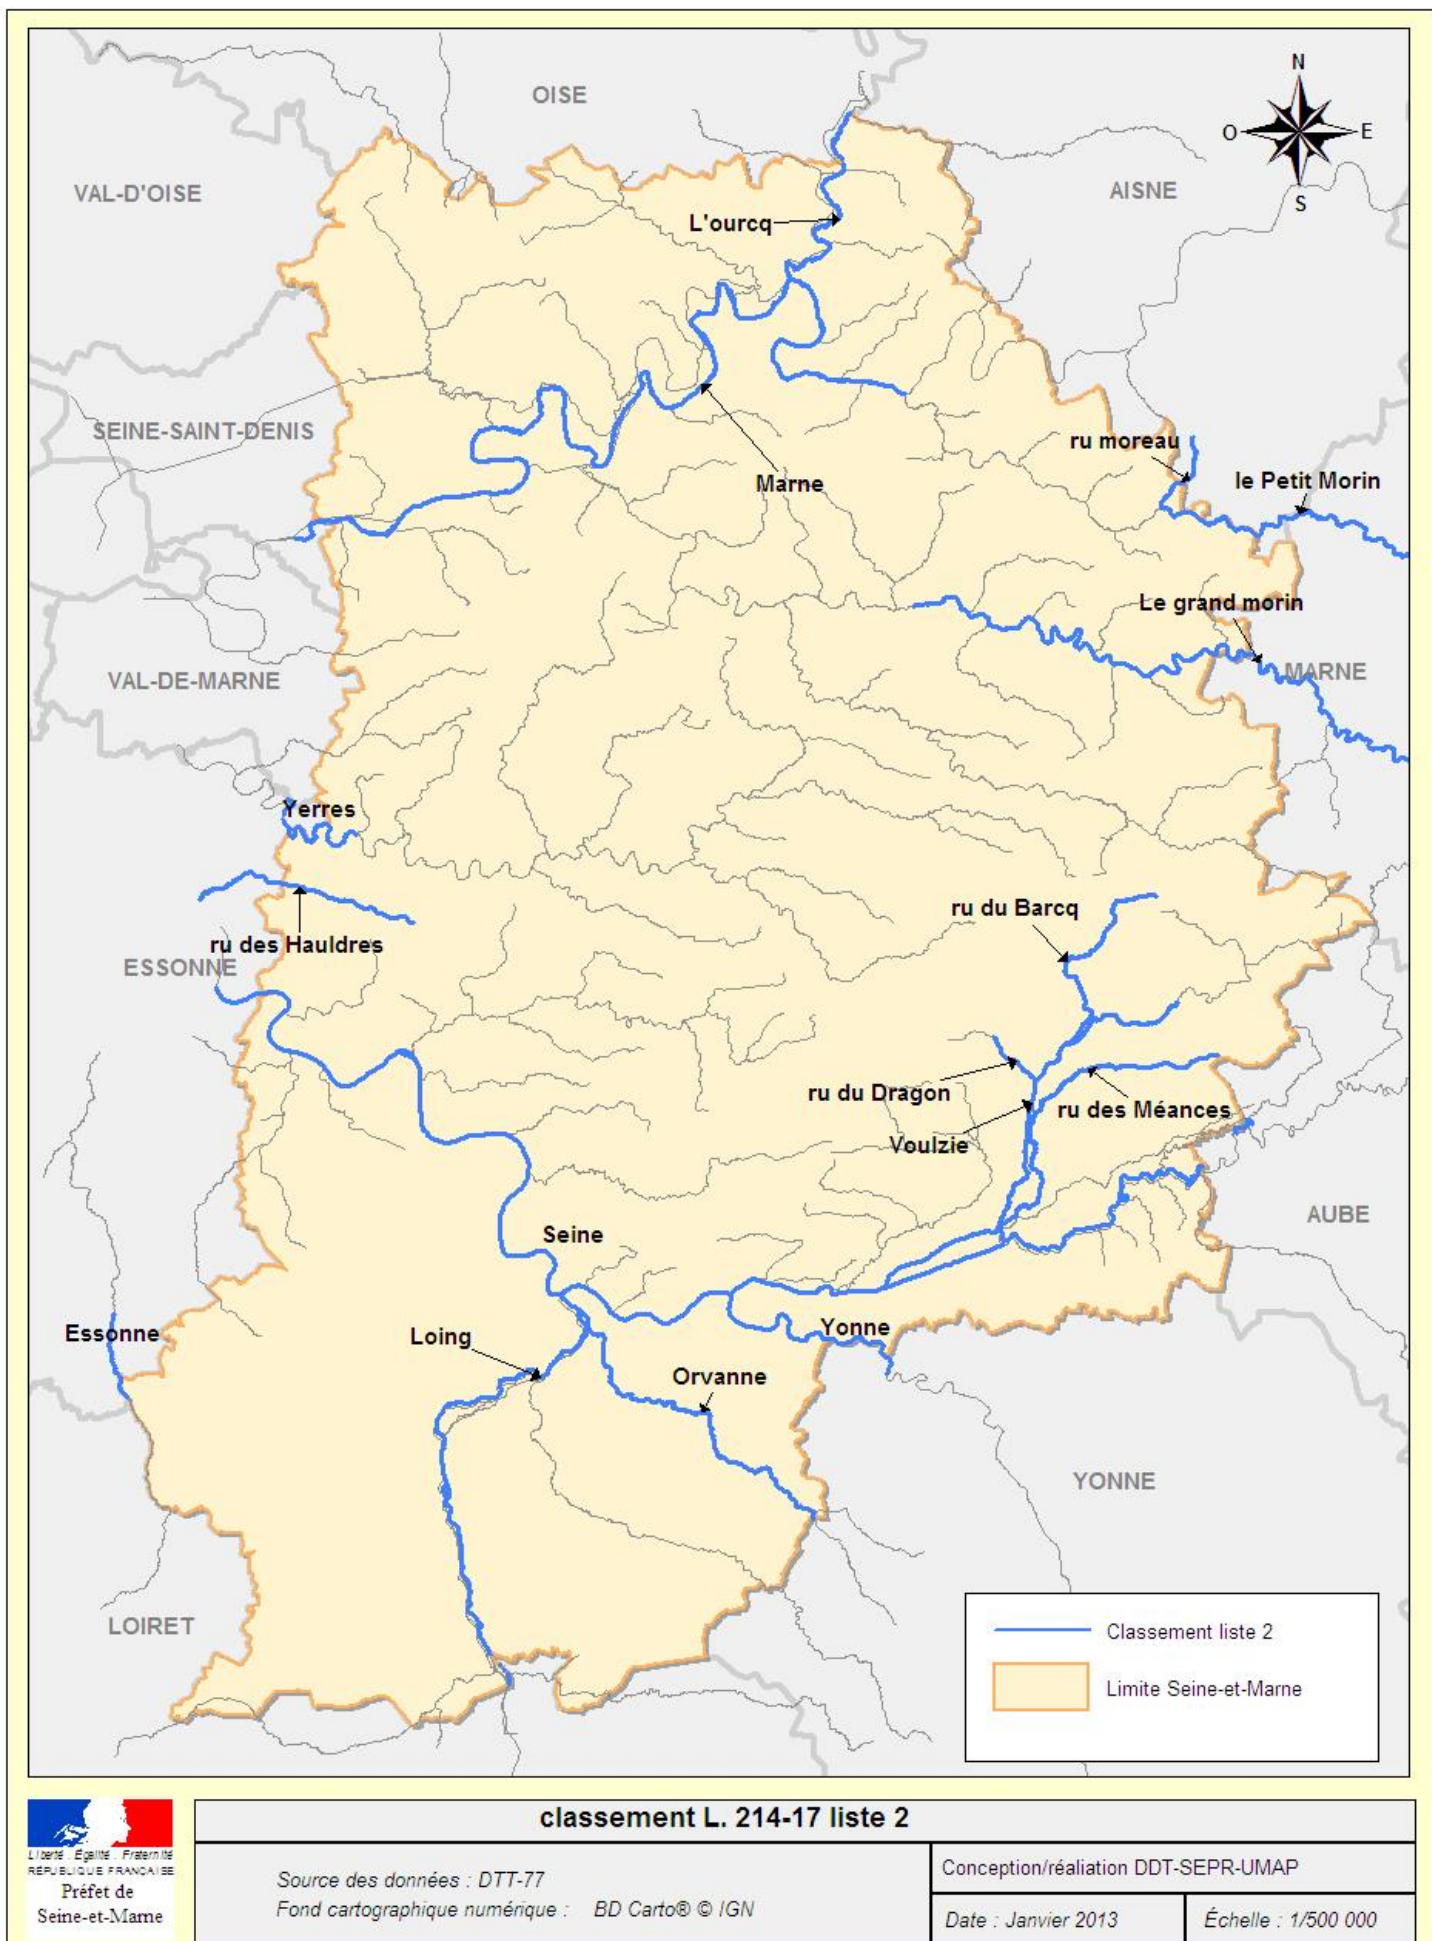 N
OISE
O
E
VAL-D'OISE
AISNE
S
L'ourcq
SEINE-SAINT-DENIS
ru moreau
Marne
le Petit Morin
Le grand morin
VAL-DE-MARNE
MARNE
Yerres
ru du Barcq
ru des Hauldres
ESSONNE
ru du Dragon
ru des Méances
Voulzie
AUBE
Seine
Essonne
Loing
Yonne
Orvanne
YONNE
LOIRET
Classement liste 2
Limite Seine-et-Marne
classement L. 214-17 liste 2
Liberté . Égalité . Fraternité
RÉPUBLIQUE FRANÇAISE
Préfet de
Seine-et-Marne
Source des données : DTT-77
Fond cartographique numérique : BD Carto® © IGN
Conception/réaliation DDT-SEPR-UMAP
Date : Janvier 2013
Échelle : 1/500 000